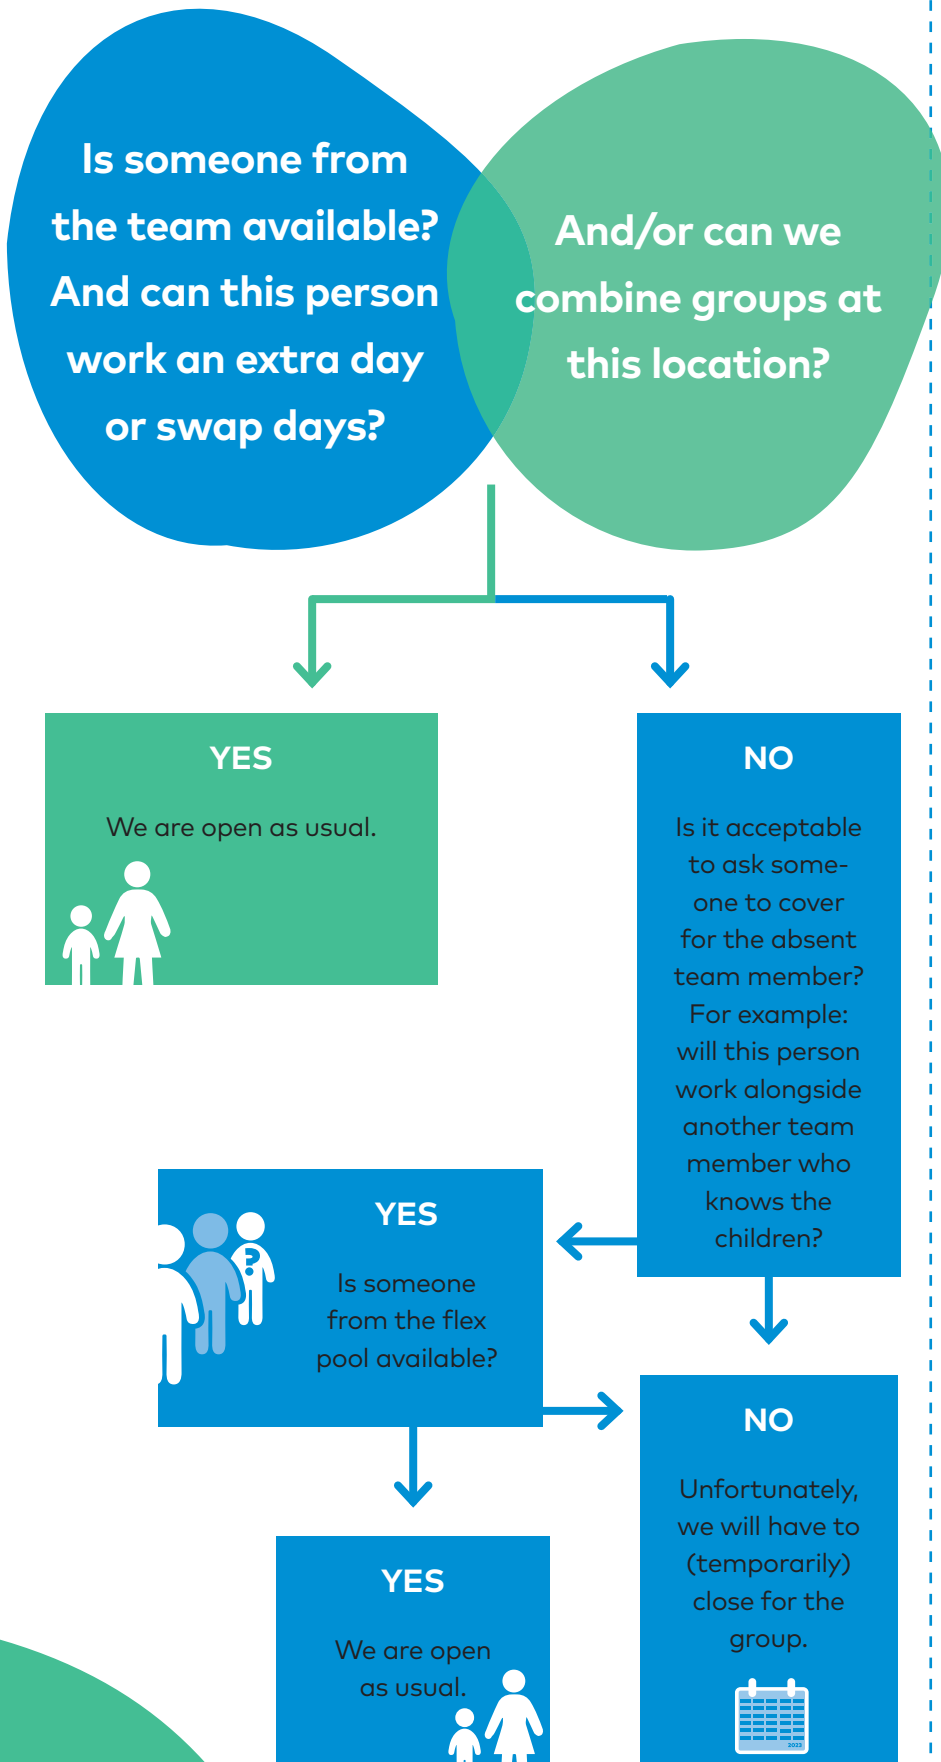 Is someone from
the team available?
And can this person
work an extra day
or swap days?
And/or can we
combine groups at
this location?
YES
We are open as usual.
NO
Is it acceptable
to ask some-
one to cover
for the absent
team member?
For example:
will this person
work alongside
another team
member who
knows the
children?
YES
Is someone
from the flex
pool available?
?
NO
Unfortunately,
we will have to
(temporarily)
close for the
group.
2023
YES
We are open
as usual.